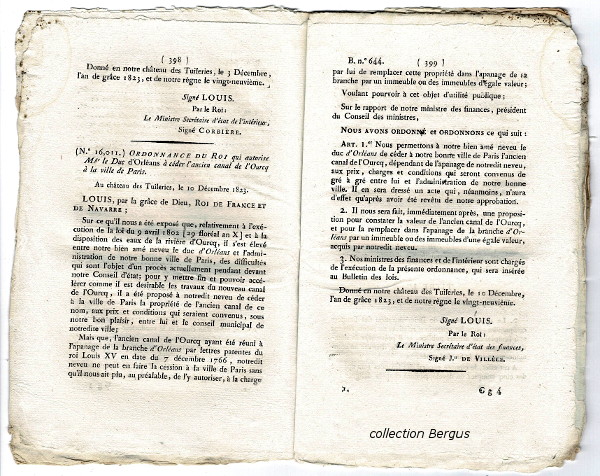 ( 398 )
Donné en notre château des Tuileries, le 3 Décembre,
l'an de grâce 1823, et de notre règne le vingt-neuvième.
Signé LOUIS.
Par le Roi:
Le Ministre Secrétaire d'état de l'intérieur,
Signé CORBIÈRE.
(N.° 16,011.) ORDONNANCE DU ROI qui autorise
Mgr le Duc d'Orléans à céder l'ancien canal de l'Ourcq
à la ville de Paris.
Au château des Tuileries, le 10 Décembre 1823.
LOUIS, par la grâce de Dieu, ROI DE FRANCE ET
DE NAVARRE;
Sur ce qu'il nous a été exposé que, relativement à l'exé-
cution de la loi du 9 avril 1802 [29 floréal an X] et à la
disposition des eaux de la rivière d'Ourcq, il s'est élevé
entre notre bien amé neveu le duc d'Orléans et l'admi-
nistration de notre bonne ville de Paris, des difficultés
qui sont l'objet d'un procès actuellement pendant devant
notre Conseil d'état; pour y mettre fin et pouvoir accé-
lérer comme il est desirable les travaux du nouveau canal
de l'Ourcq, il a été proposé à notredit neveu de céder
à la ville de Paris la propriété de l'ancien canal de ce
nom, aux prix et conditions qui seraient convenus, sous
notre bon plaisir, entre lui et le conseil municipal de
notredite ville;
Mais que, l'ancien canal de l'Ourcq ayant été réuni à
l'apanage de la branche d'Orléans par lettres patentes du
roi Louis XV en date du 7 décembre 1766, notredit
neveu ne peut en faire la cession à la ville de Paris sans
qu'il nous ait plu, au préalable, de l'y autoriser, à la charge
B. n.° 644. ( 399 )
par lui de remplacer cette propriété dans l'apanage de sa
branche par un immeuble ou des immeubles d'égale valeur;
Voulant pourvoir à cet objet d'utilité publique;
Sur le rapport de notre ministre des finances, président
du Conseil des ministres,
NOUS AVONS ORDONNÉ et ORDONNONS ce qui suit:
ART. 1.er Nous permettons à notre bien amé neveu le
duc d'Orléans de céder à notre bonne ville de Paris l'ancien
canal de l'Ourcq, dépendant de l'apanage de notredit neveu,
aux prix, charges et conditions qui seront convenus de
gré à gré entre lui et l'administration de notre bonne
ville. Il en sera dressé un acte qui, néanmoins, n'aura
d'effet qu'après avoir été revêtu de notre approbation.
2. Il nous sera fait, immédiatement après, une proposi-
tion pour constater la valeur de l'ancien canal de l'Ourcq,
et pour la remplacer dans l'apanage de la branche d'Or-
léans par un immeuble ou des immeubles d'une égale valeur,
acquis par notredit neveu.
3. Nos ministres des finances et de l'intérieur sont chargés
de l'exécution de la présente ordonnance, qui sera insérée
au Bulletin des lois.
Donné en notre château des Tuileries, le 10 Décembre,
l'an de grâce 1823, et de notre règne le vingt-neuvième.
Signé LOUIS.
Par le Roi:
Le Ministre Secrétaire d'état des finances,
Signé J.h DE VILLÈLE.
G g 4
collection Bergus